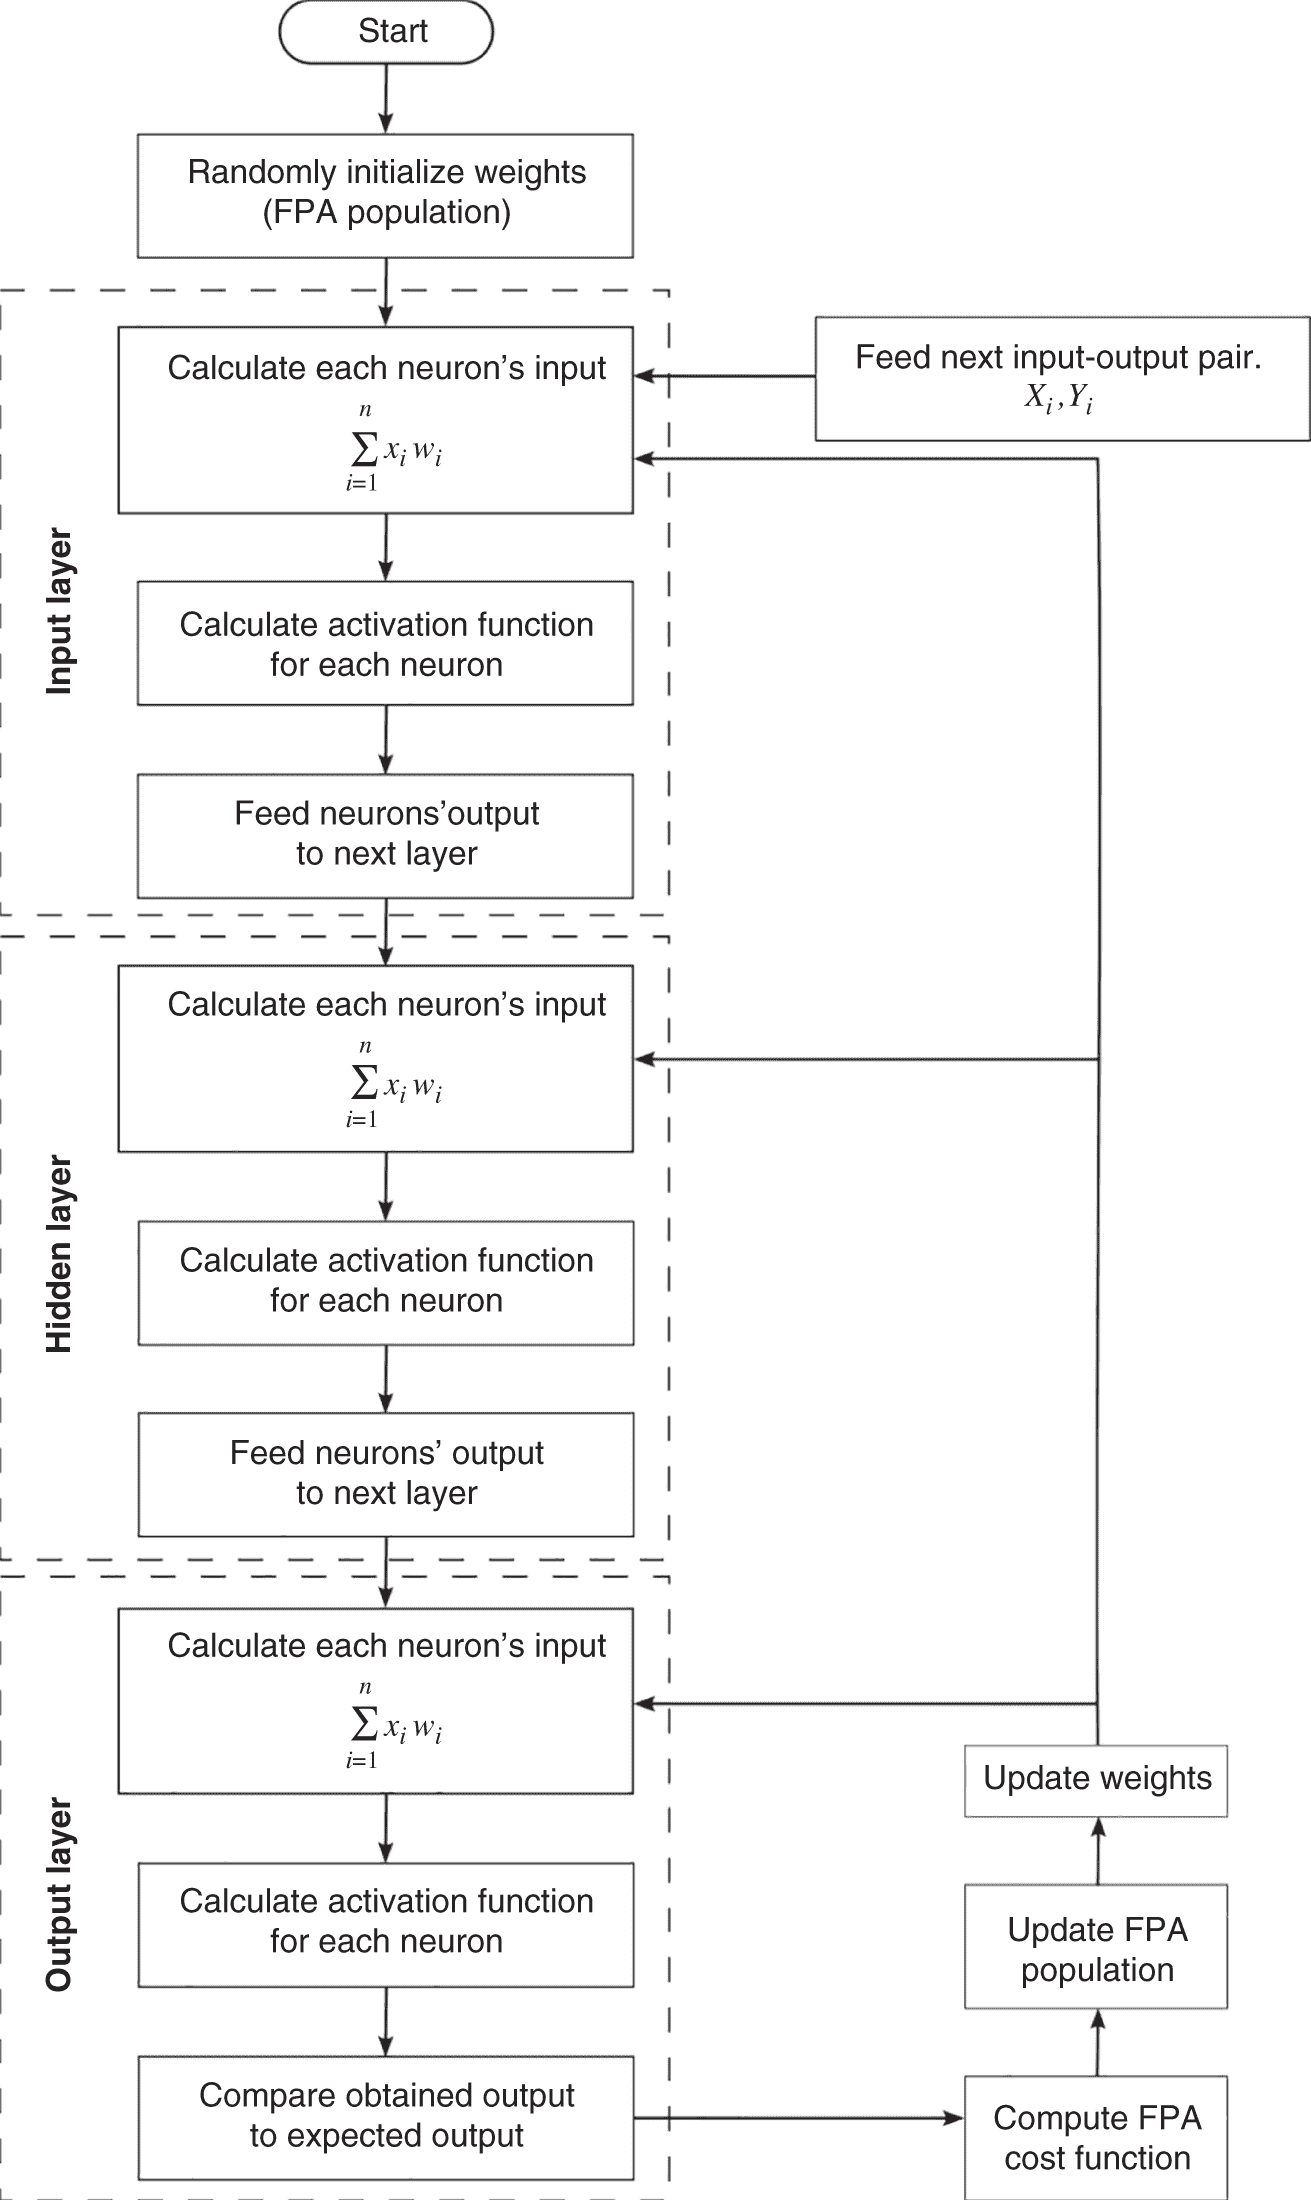 Start
Randomly initialize weights
(FPA population)
Calculate each neuron’s input
n
∑ xᵢ wᵢ
i=1
Feed next input-output pair.
Xᵢ ,Yᵢ
Input layer
Calculate activation function
for each neuron
Feed neurons’output
to next layer
Hidden layer
Calculate each neuron’s input
n
∑ xᵢ wᵢ
i=1
Calculate activation function
for each neuron
Feed neurons’ output
to next layer
Output layer
Calculate each neuron’s input
n
∑ xᵢ wᵢ
i=1
Calculate activation function
for each neuron
Compare obtained output
to expected output
Compute FPA
cost function
Update FPA
population
Update weights